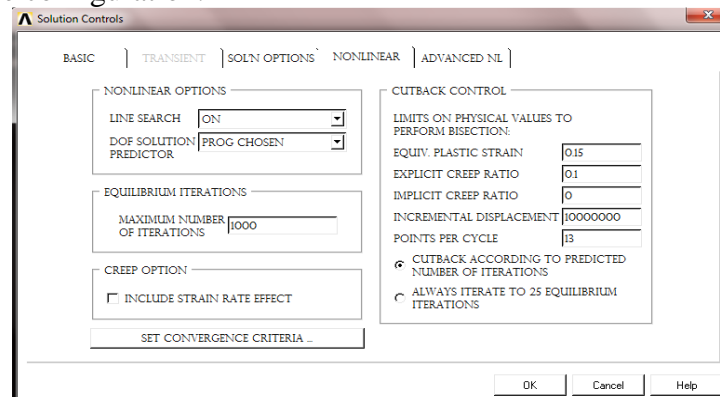 Solution Controls
BASIC TRANSIENT SOL'N OPTIONS NONLINEAR ADVANCED NL
NONLINEAR OPTIONS
LINE SEARCH ON
DOF SOLUTION PROG CHOSEN
PREDICTOR
EQUILIBRIUM ITERATIONS
MAXIMUM NUMBER 1000
OF ITERATIONS
CREEP OPTION
INCLUDE STRAIN RATE EFFECT
SET CONVERGENCE CRITERIA ...
CUTBACK CONTROL
LIMITS ON PHYSICAL VALUES TO
PERFORM BISECTION:
EQUIV. PLASTIC STRAIN 0.15
EXPLICIT CREEP RATIO 0.1
IMPLICIT CREEP RATIO 0
INCREMENTAL DISPLACEMENT 10000000
POINTS PER CYCLE 13
CUTBACK ACCORDING TO PREDICTED
NUMBER OF ITERATIONS
ALWAYS ITERATE TO 25 EQUILIBRIUM
ITERATIONS
OK Cancel Help